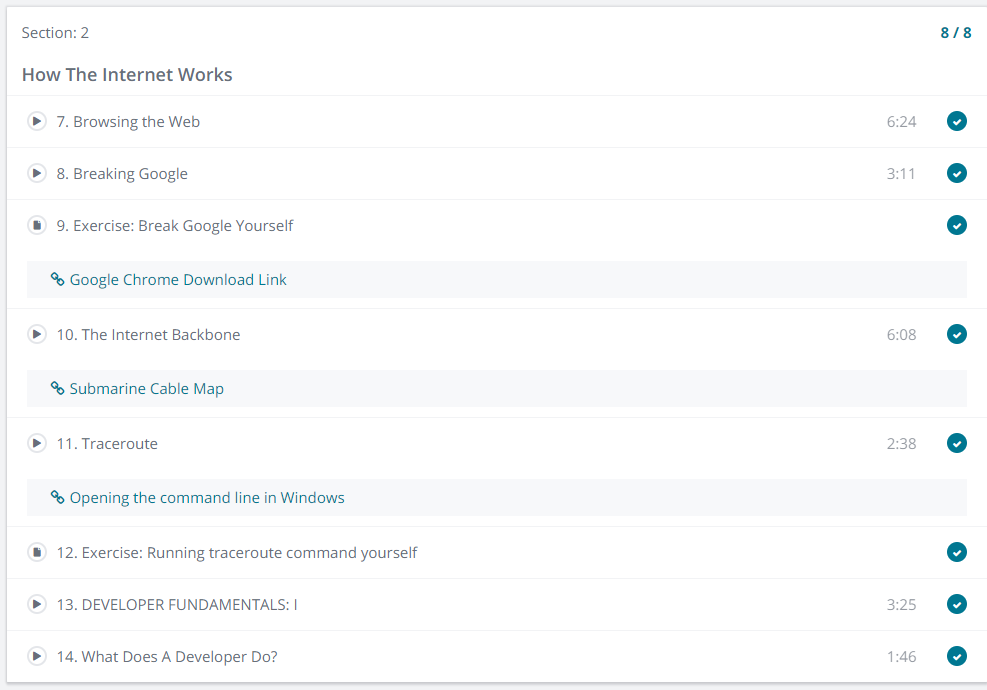 Section: 2
8 / 8
How The Internet Works
7. Browsing the Web 6:24
8. Breaking Google 3:11
9. Exercise: Break Google Yourself
Google Chrome Download Link
10. The Internet Backbone 6:08
Submarine Cable Map
11. Traceroute 2:38
Opening the command line in Windows
12. Exercise: Running traceroute command yourself
13. DEVELOPER FUNDAMENTALS: I 3:25
14. What Does A Developer Do? 1:46